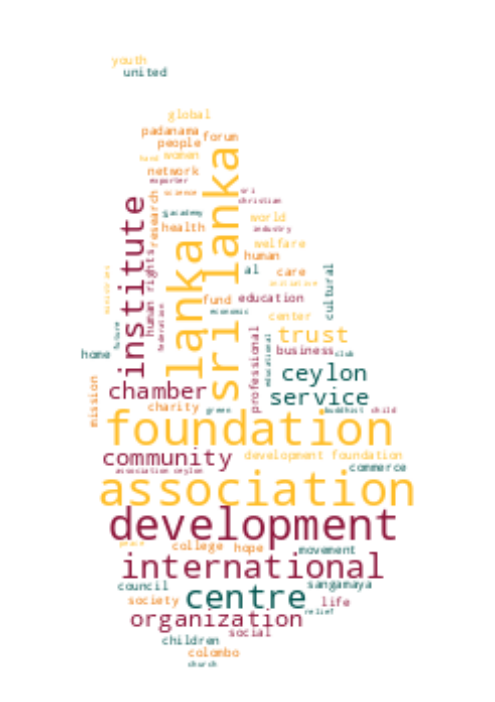 youth
united
global
padanama
forum
people
fund women
network
exporter
science
sri
christian
institute
research
lanka
sri lanka
academy
health
world
industry
welfare
human
human rights
federation
al
care
cultural
fund
education
economic
center
future
home
trust
business
club
professional
educational
ceylon
chamber
service
mission
charity
green
buddhist
child
foundation
community
development foundation
association ceylon
commerce
association
development
peace
college
hope
movement
international
council
sangamaya
society
centre
life
relief
organization
social
children
colombo
church